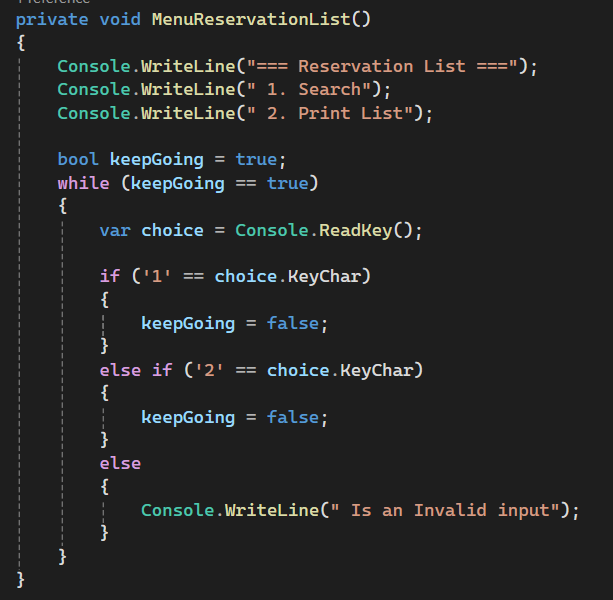 private void MenuReservationList()
{
Console.WriteLine("=== Reservation List ===");
Console.WriteLine(" 1. Search");
Console.WriteLine(" 2. Print List");
bool keepGoing = true;
while (keepGoing == true)
{
var choice = Console.ReadKey();
if ('1' == choice.KeyChar)
{
keepGoing = false;
}
else if ('2' == choice.KeyChar)
{
keepGoing = false;
}
else
{
Console.WriteLine(" Is an Invalid input");
}
}
}